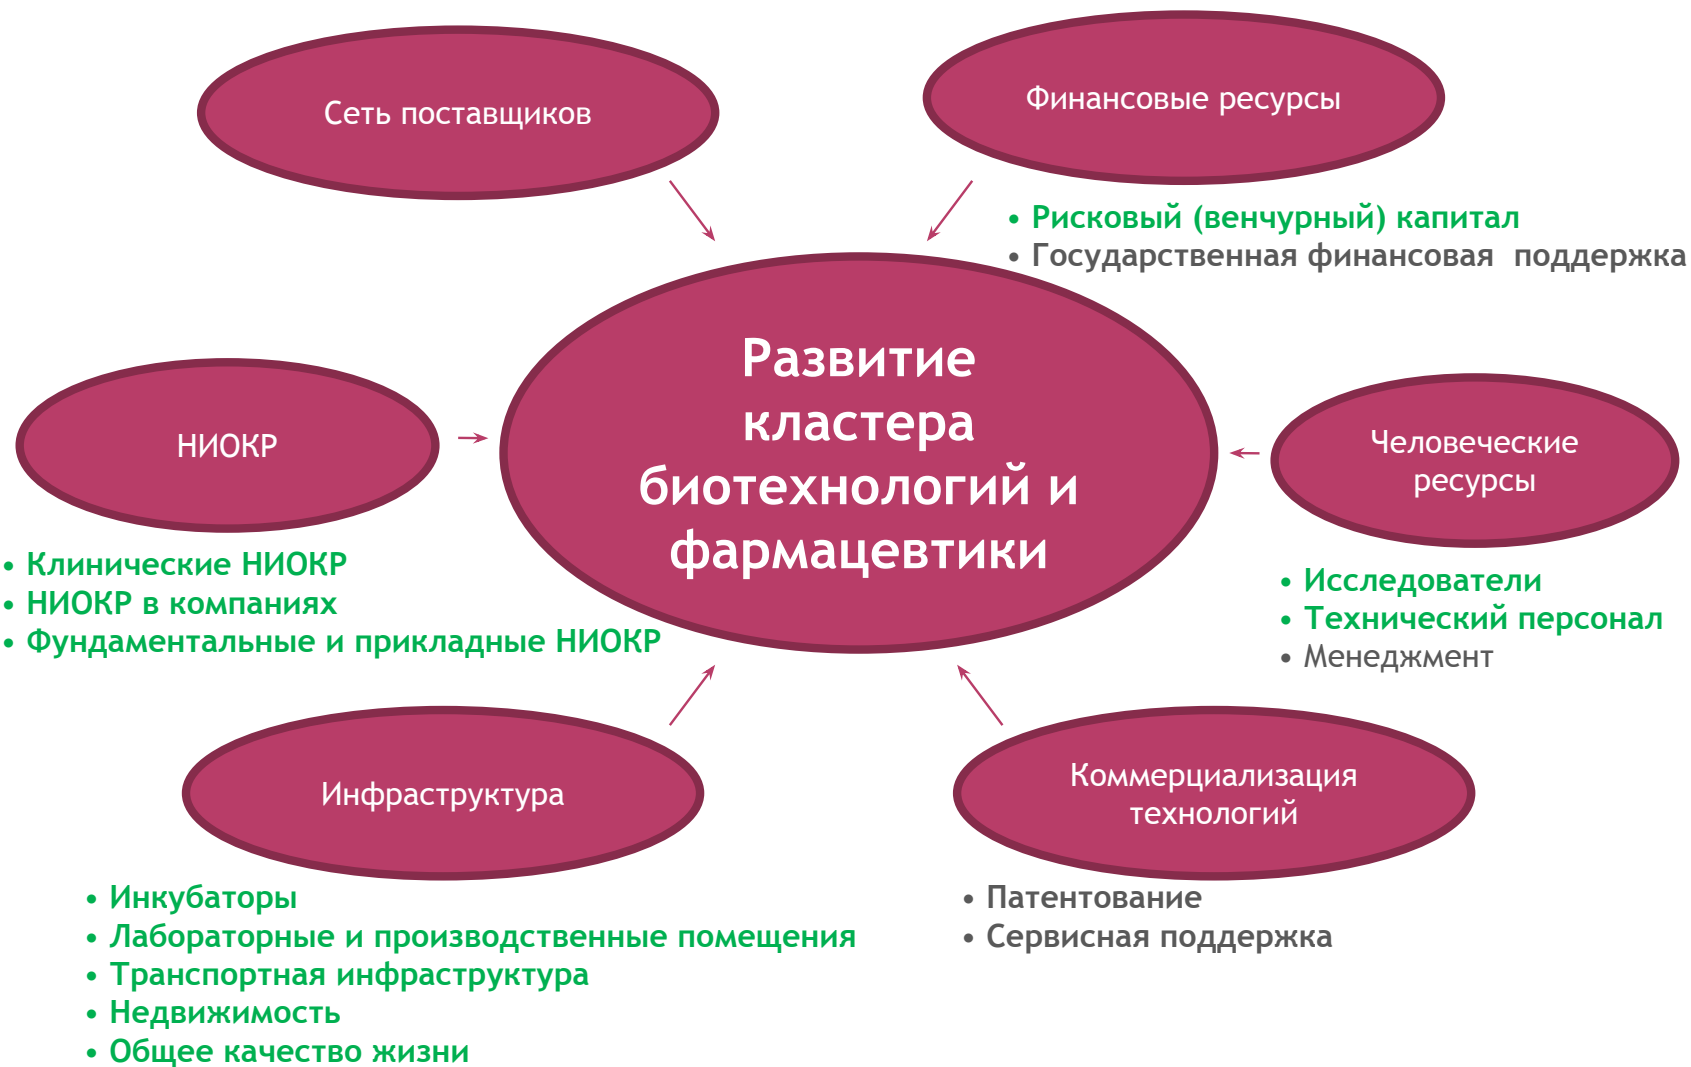 Сеть поставщиков
Финансовые ресурсы
• Рисковый (венчурный) капитал
• Государственная финансовая поддержка
Развитие
кластера
биотехнологий и
фармацевтики
НИОКР
• Клинические НИОКР
• НИОКР в компаниях
• Фундаментальные и прикладные НИОКР
Человеческие
ресурсы
• Исследователи
• Технический персонал
• Менеджмент
Инфраструктура
• Инкубаторы
• Лабораторные и производственные помещения
• Транспортная инфраструктура
• Недвижимость
• Общее качество жизни
Коммерциализация
технологий
• Патентование
• Сервисная поддержка